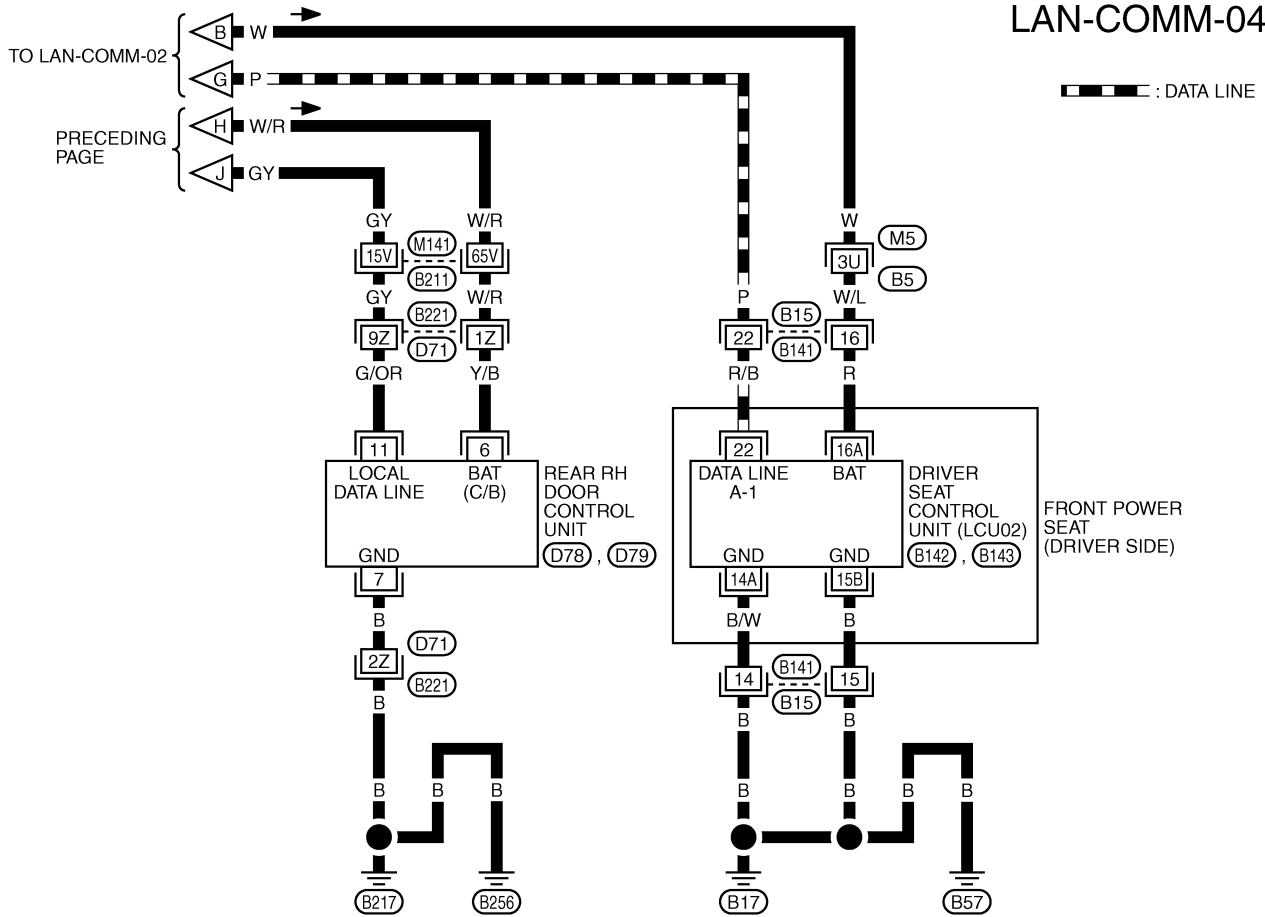 LAN-COMM-04
TO LAN-COMM-02
B W
G P
: DATA LINE
PRECEDING
PAGE
H W/R
J GY
GY W/R W
15V M141 65V 3U M5
B211 B5
GY W/R P W/L
9Z B221 1Z 22 B15 16
D71 B141
G/OR Y/B R/B R
11 6 22 16A
LOCAL
DATA LINE
BAT
(C/B)
REAR RH
DOOR
CONTROL
UNIT
D78 , D79
GND
7
DATA LINE
A-1
BAT
DRIVER
SEAT
CONTROL
UNIT (LCU02)
B142 , B143
GND GND
14A 15B
FRONT POWER
SEAT
(DRIVER SIDE)
B B/W B
2Z D71
B221
14 B141 15
B15
B B B
B B B B B B
B217 B256 B17 B57